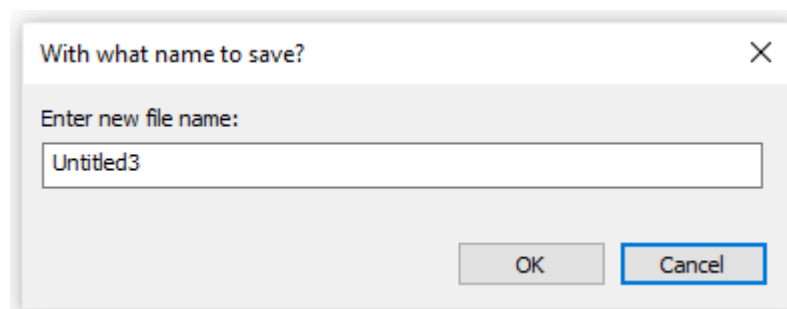 With what name to save?
Enter new file name:
Untitled3
OK
Cancel